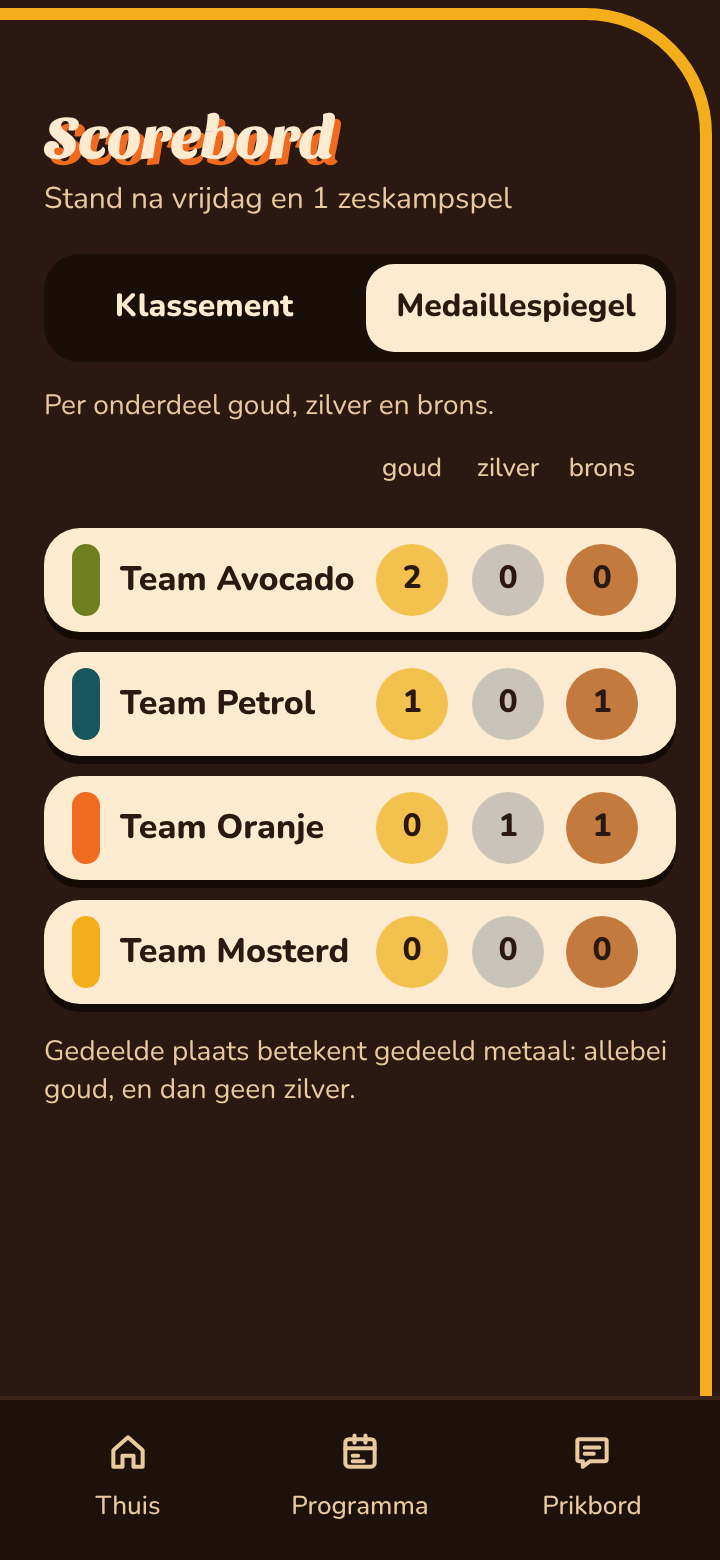 Scorebord
Stand na vrijdag en 1 zeskampspel
Klassement Medaillespiegel
Per onderdeel goud, zilver en brons.
goud zilver brons
Team Avocado 2 0 0
Team Petrol 1 0 1
Team Oranje 0 1 1
Team Mosterd 0 0 0
Gedeelde plaats betekent gedeeld metaal: allebei
goud, en dan geen zilver.
Thuis Programma Prikbord